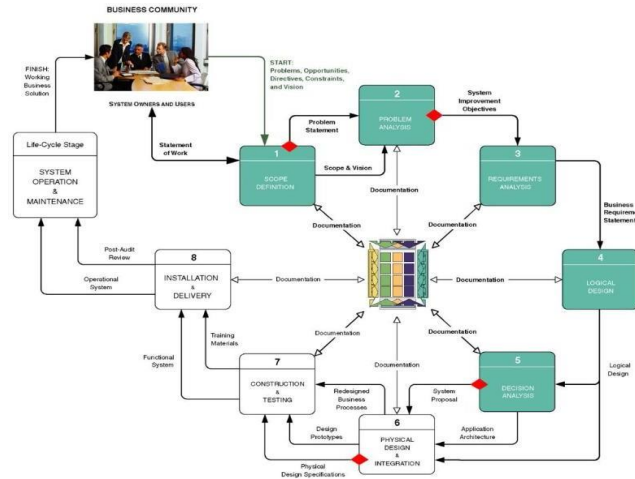 BUSINESS COMMUNITY
FINISH:
Working
Business
Solution
START:
Problems, Opportunities,
Directives, Constraints,
and Vision
SYSTEM OWNERS AND USERS
Statement
of Work
Problem
Statement
Scope & Vision
1
SCOPE
DEFINITION
2
PROBLEM
ANALYSIS
System
Improvement
Objectives
3
REQUIREMENTS
ANALYSIS
Business
Requireme
Statement
Life-Cycle Stage
SYSTEM
OPERATION
&
MAINTENANCE
Documentation
Documentation
Documentation
Post-Audit
Review
Operational
System
8
INSTALLATION
&
DELIVERY
Documentation
Documentation
4
LOGICAL
DESIGN
Functional
System
Training
Materials
Documentation
Documentation
Documentation
7
CONSTRUCTION
&
TESTING
Redesigned
Business
Processes
System
Proposal
5
DECISION
ANALYSIS
Logical
Design
Design
Prototypes
6
PHYSICAL
DESIGN
&
INTEGRATION
Application
Architecture
Physical
Design Specifications